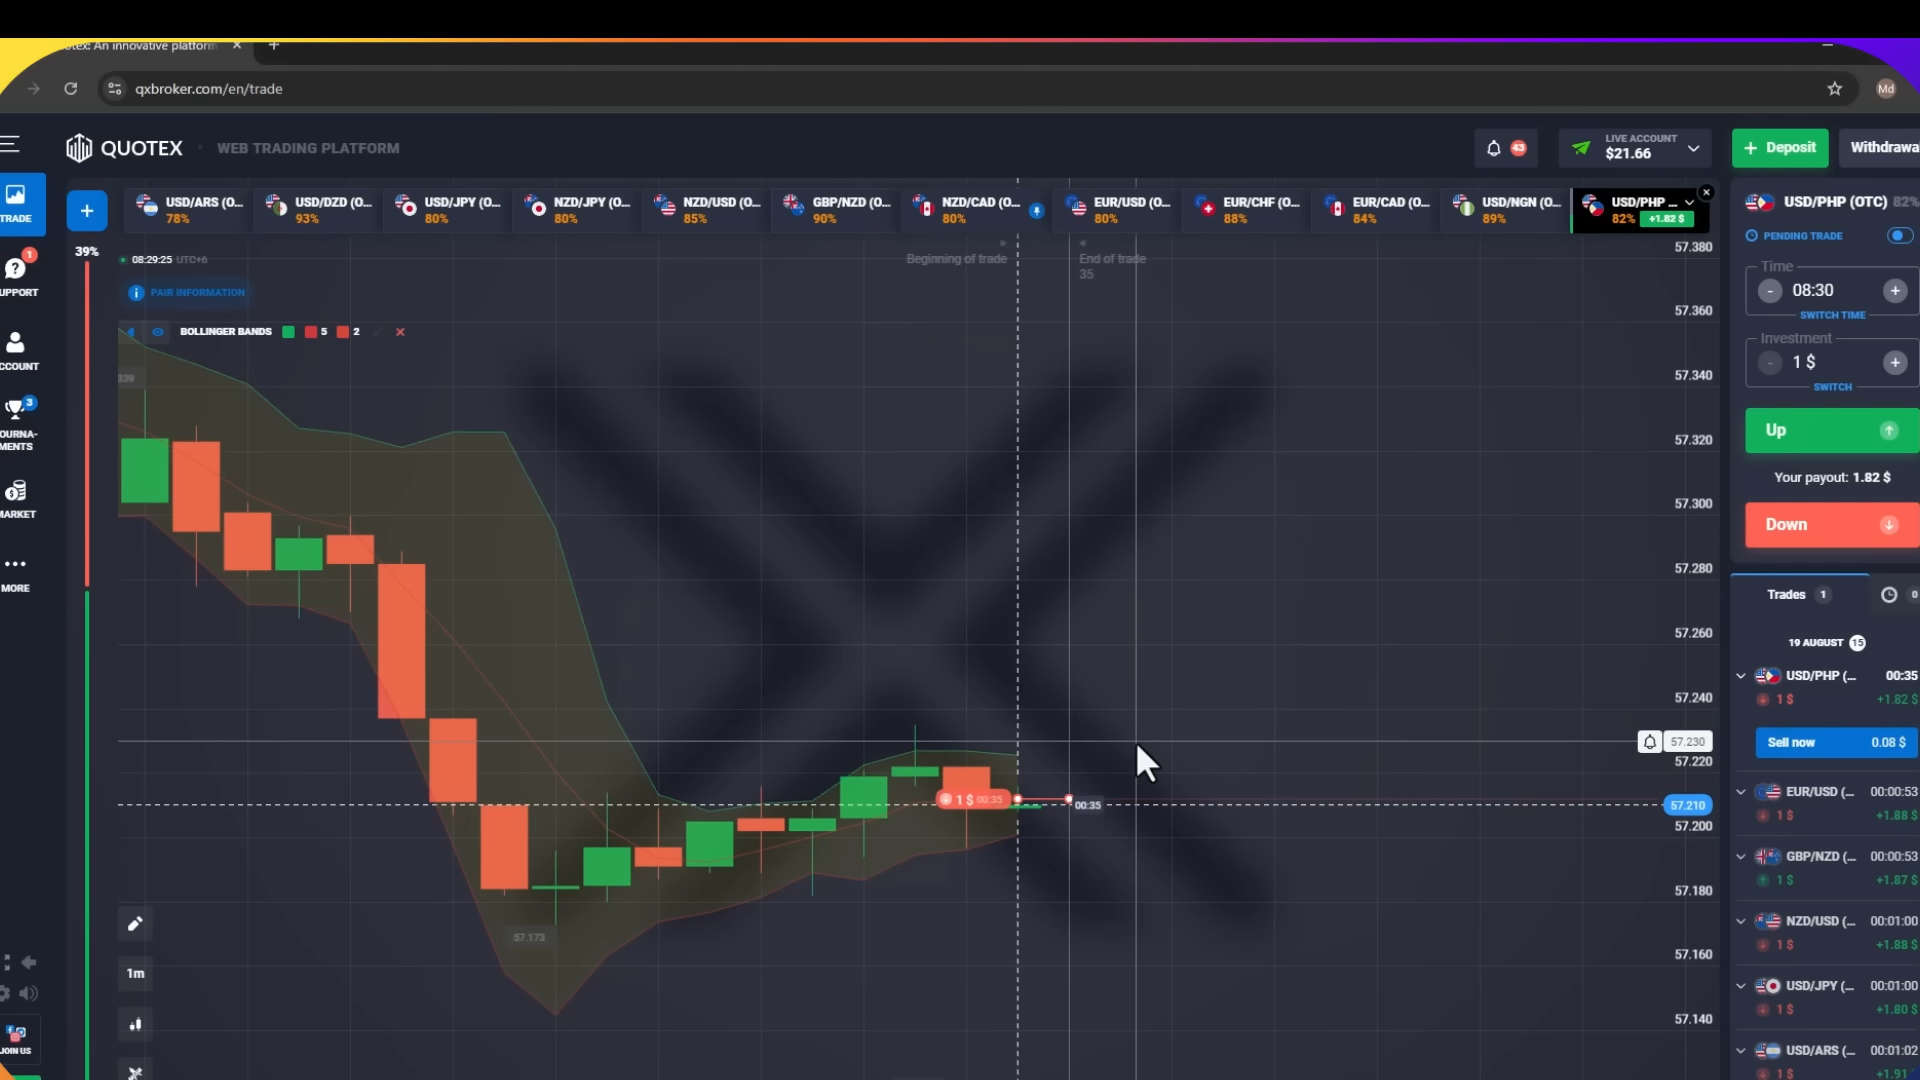 otex: An innovative platform
qxbroker.com/en/trade
Md
QUOTEX
WEB TRADING PLATFORM
43
LIVE ACCOUNT
$21.66
+ Deposit
Withdrawa
TRADE
+
USD/ARS (O...
78%
USD/DZD (O...
93%
USD/JPY (O...
80%
NZD/JPY (O...
80%
NZD/USD (O...
85%
GBP/NZD (O...
90%
NZD/CAD (O...
80%
EUR/USD (O...
80%
EUR/CHF (O...
88%
EUR/CAD (O...
84%
USD/NGN (O...
89%
USD/PHP ...
82% +1.82 $
USD/PHP (OTC) 82%
PENDING TRADE
39%
08:29:25 UTC+6
Beginning of trade
End of trade
35
PAIR INFORMATION
BOLLINGER BANDS 5 2
339
1
UPPORT
CCOUNT
3
OURNA-
MENTS
MARKET
MORE
JOIN US
57.380
57.360
57.340
57.320
57.300
57.280
57.260
57.240
57.230
57.220
57.210
57.200
57.180
57.160
57.140
1 $ 00:35
00:35
57.173
1m
Time
- 08:30 +
SWITCH TIME
Investment
- 1 $ +
SWITCH
Up
Your payout: 1.82 $
Down
Trades 1
0
19 AUGUST 15
USD/PHP (... 00:35
1 $ +1.82 $
Sell now 0.08 $
EUR/USD (... 00:00:53
1 $ +1.88 $
GBP/NZD (... 00:00:53
1 $ +1.87 $
NZD/USD (... 00:01:00
1 $ +1.88 $
USD/JPY (... 00:01:00
1 $ +1.80 $
USD/ARS (... 00:01:02
1 $ +1.91